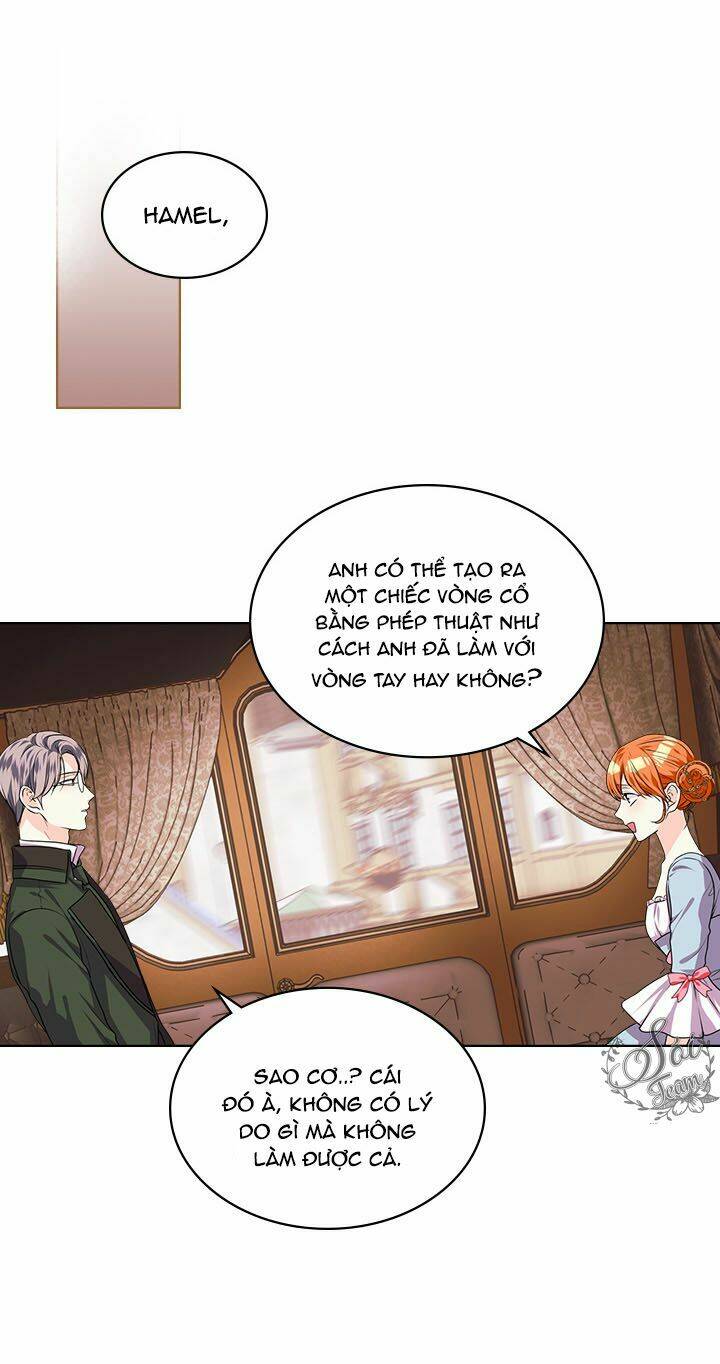 HAMEL,
ANH CÓ THỂ TẠO RA
MỘT CHIẾC VÒNG CỔ
BẰNG PHÉP THUẬT NHƯ
CÁCH ANH ĐÃ LÀM VỚI
VÒNG TAY HAY KHÔNG?
SAO CƠ..? CÁI
ĐÓ À, KHÔNG CÓ LÝ
DO GÌ MÀ KHÔNG
LÀM ĐƯỢC CẢ.
Team